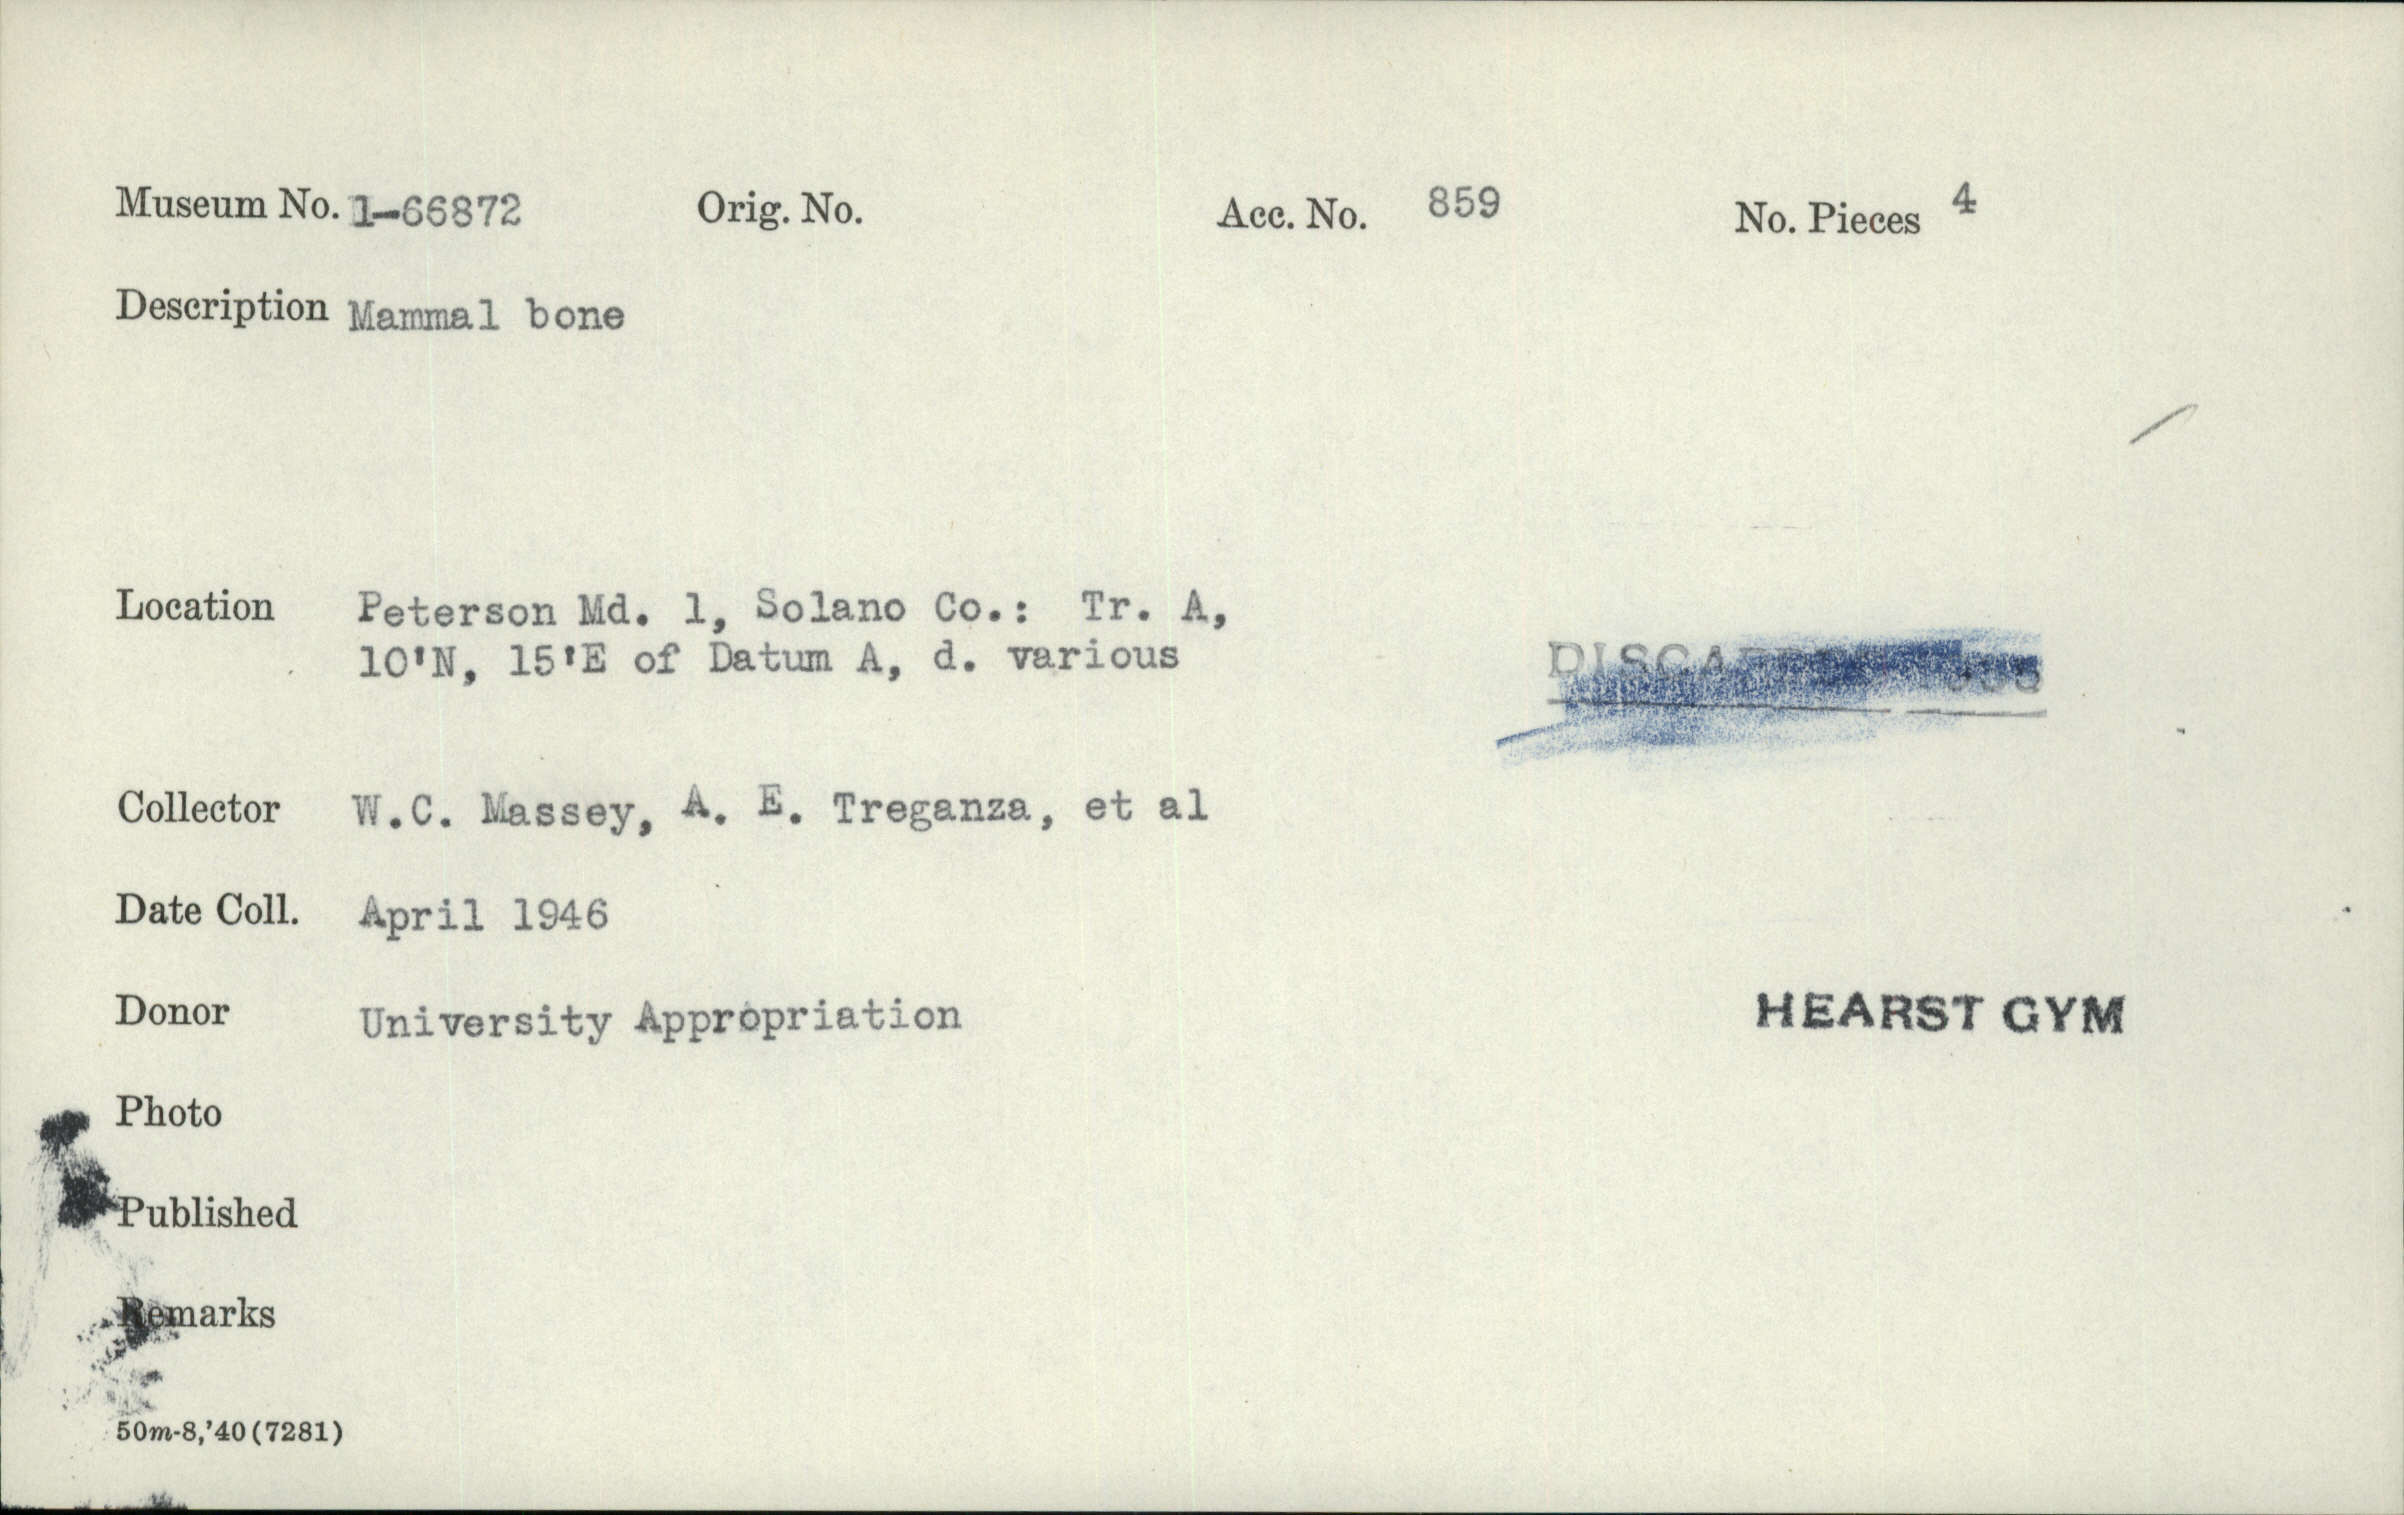 Museum No. 1-66872 Orig. No. Acc. No. 859 No. Pieces 4
Description Mammal bone
Location Peterson Md. 1, Solano Co.: Tr. A,
10'N, 15'E of Datum A, d. various
Collector W.C. Massey, A. E. Treganza, et al
Date Coll. April 1946
Donor University Appropriation
HEARST GYM
Photo
Published
Remarks
50m-8,'40(7281)